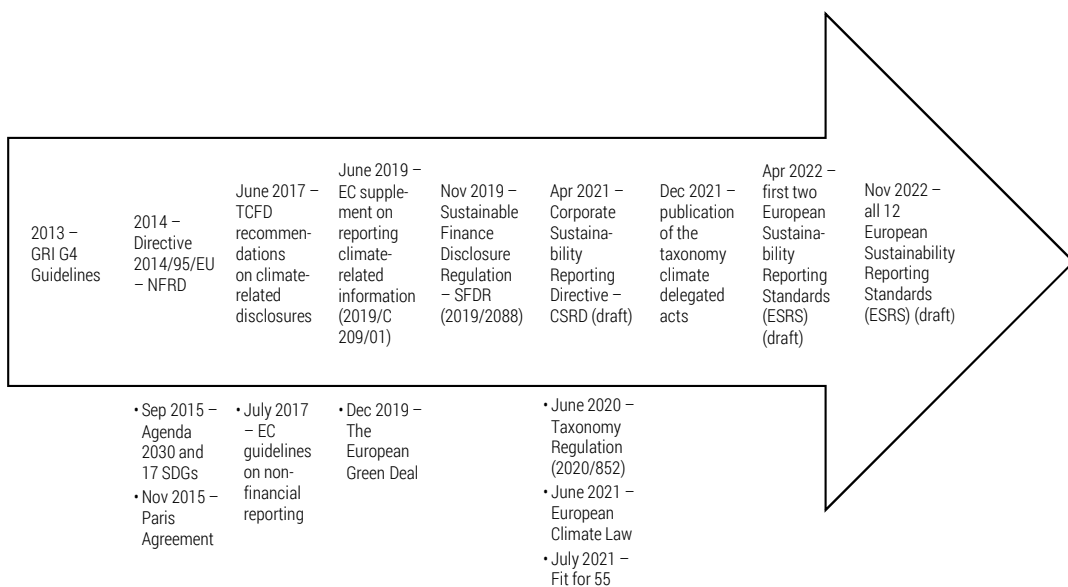 2013 –
GRI G4
Guidelines
2014 –
Directive
2014/95/EU
– NFRD
June 2017 –
TCFD
recommen-
dations
on climate-
related
disclosures
June 2019 –
EC supple-
ment on
reporting
climate-
related
information
(2019/C
209/01)
Nov 2019 –
Sustainable
Finance
Disclosure
Regulation
– SFDR
(2019/2088)
Apr 2021 –
Corporate
Sustaina-
bility
Reporting
Directive –
CSRD (draft)
Dec 2021 –
publication
of the
taxonomy
climate
delegated
acts
Apr 2022 –
first two
European
Sustaina-
bility
Reporting
Standards
(ESRS)
(draft)
Nov 2022 –
all 12
European
Sustainability
Reporting
Standards
(ESRS) (draft)
• Sep 2015 –
Agenda
2030 and
17 SDGs
• Nov 2015 –
Paris
Agreement
• July 2017
– EC
guidelines
on non-
financial
reporting
• Dec 2019 –
The
European
Green Deal
• June 2020 –
Taxonomy
Regulation
(2020/852)
• June 2021 –
European
Climate Law
• July 2021 –
Fit for 55